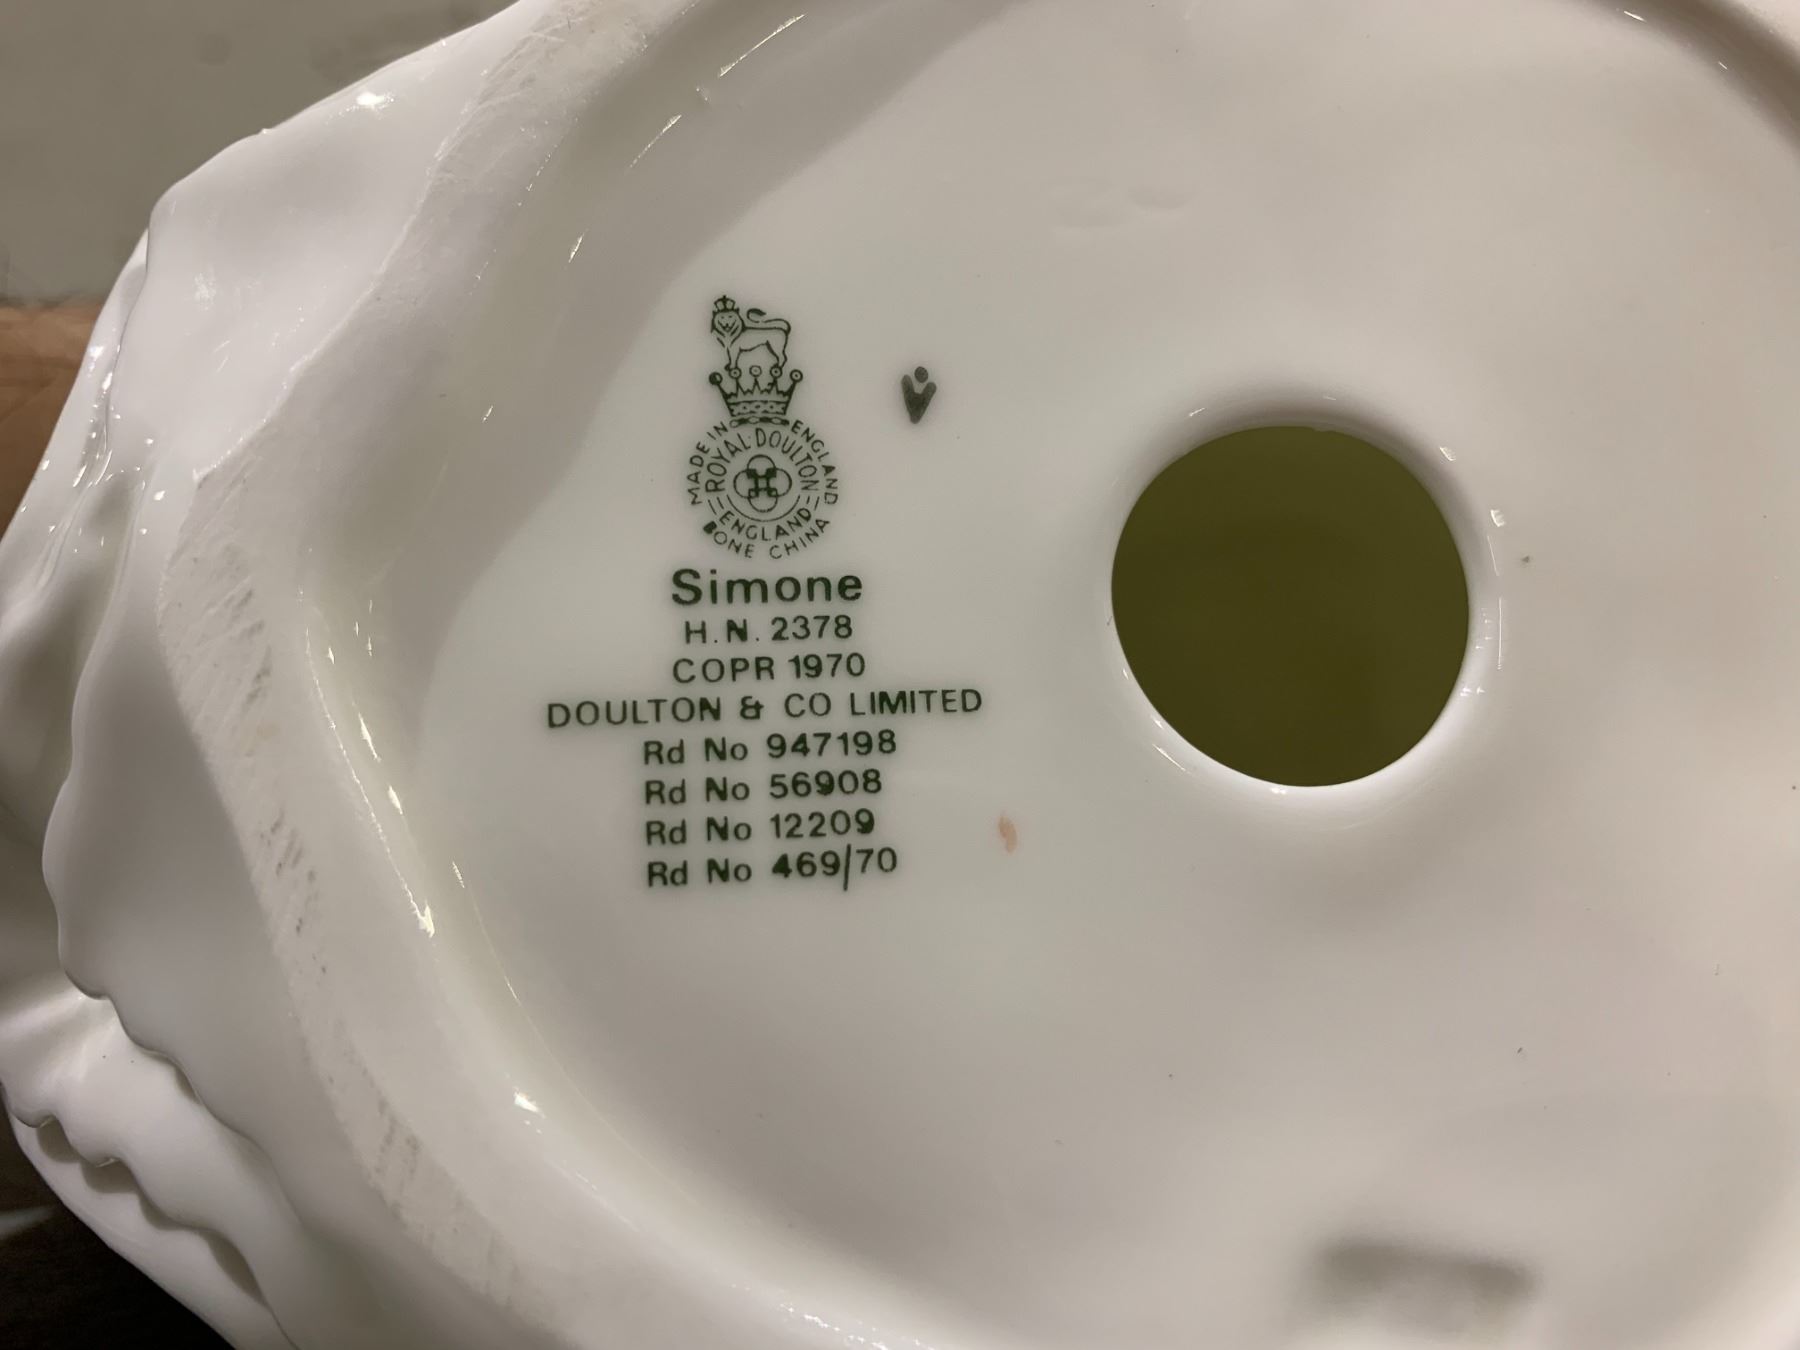 MADE IN ENGLAND
ROYAL·DOULTON
ENGLAND
BONE CHINA
Simone
H.N. 2378
COPR 1970
DOULTON & CO LIMITED
Rd No 947198
Rd No 56908
Rd No 12209
Rd No 469/70